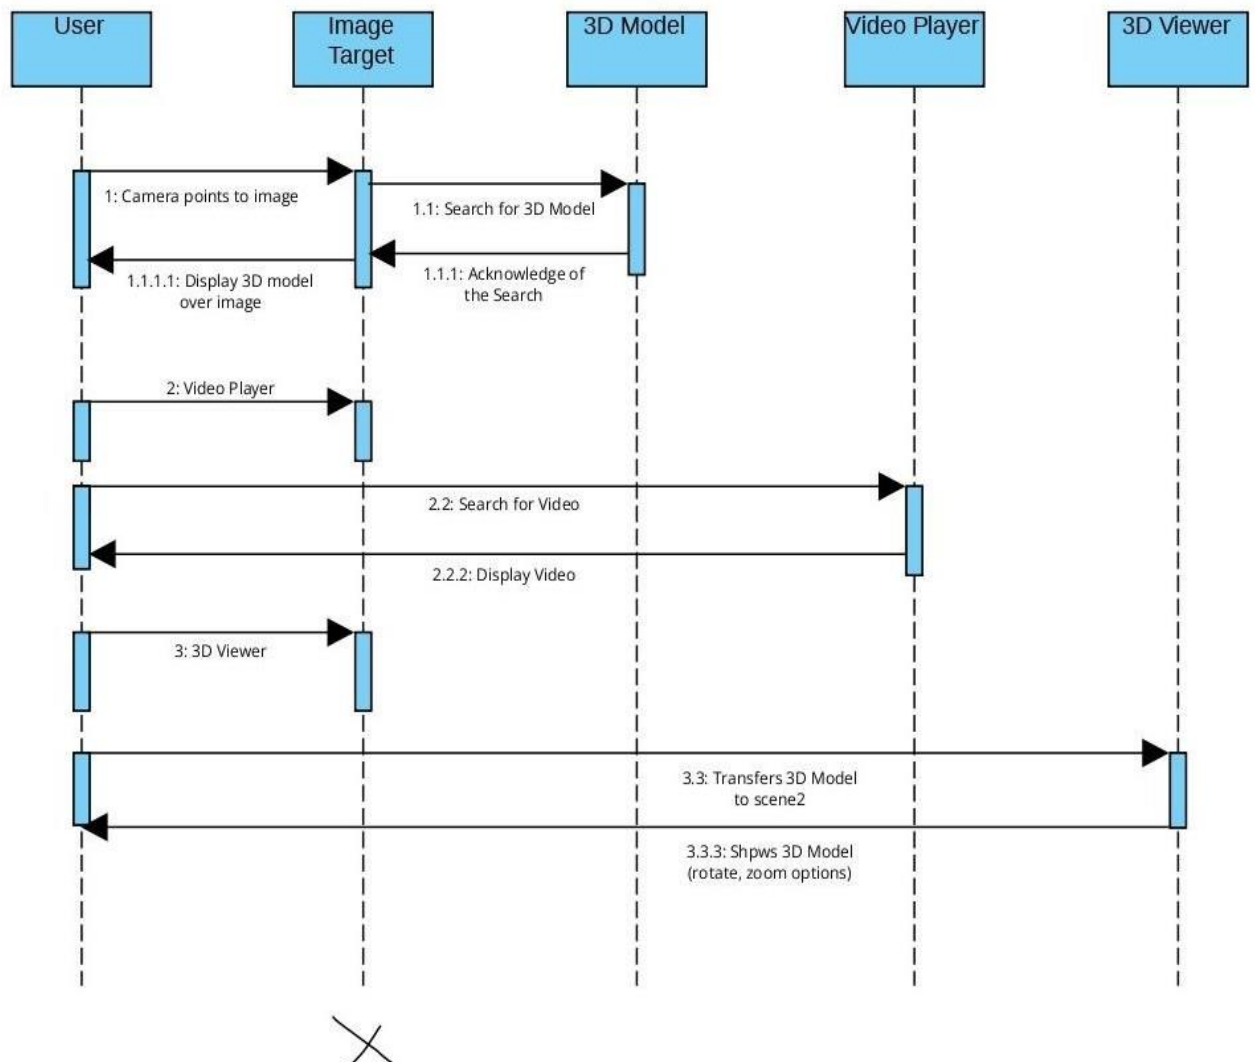 User
Image
Target
3D Model
Video Player
3D Viewer
1: Camera points to image
1.1: Search for 3D Model
1.1.1: Acknowledge of
the Search
1.1.1.1: Display 3D model
over image
2: Video Player
2.2: Search for Video
2.2.2: Display Video
3: 3D Viewer
3.3: Transfers 3D Model
to scene2
3.3.3: Shpws 3D Model
(rotate, zoom options)